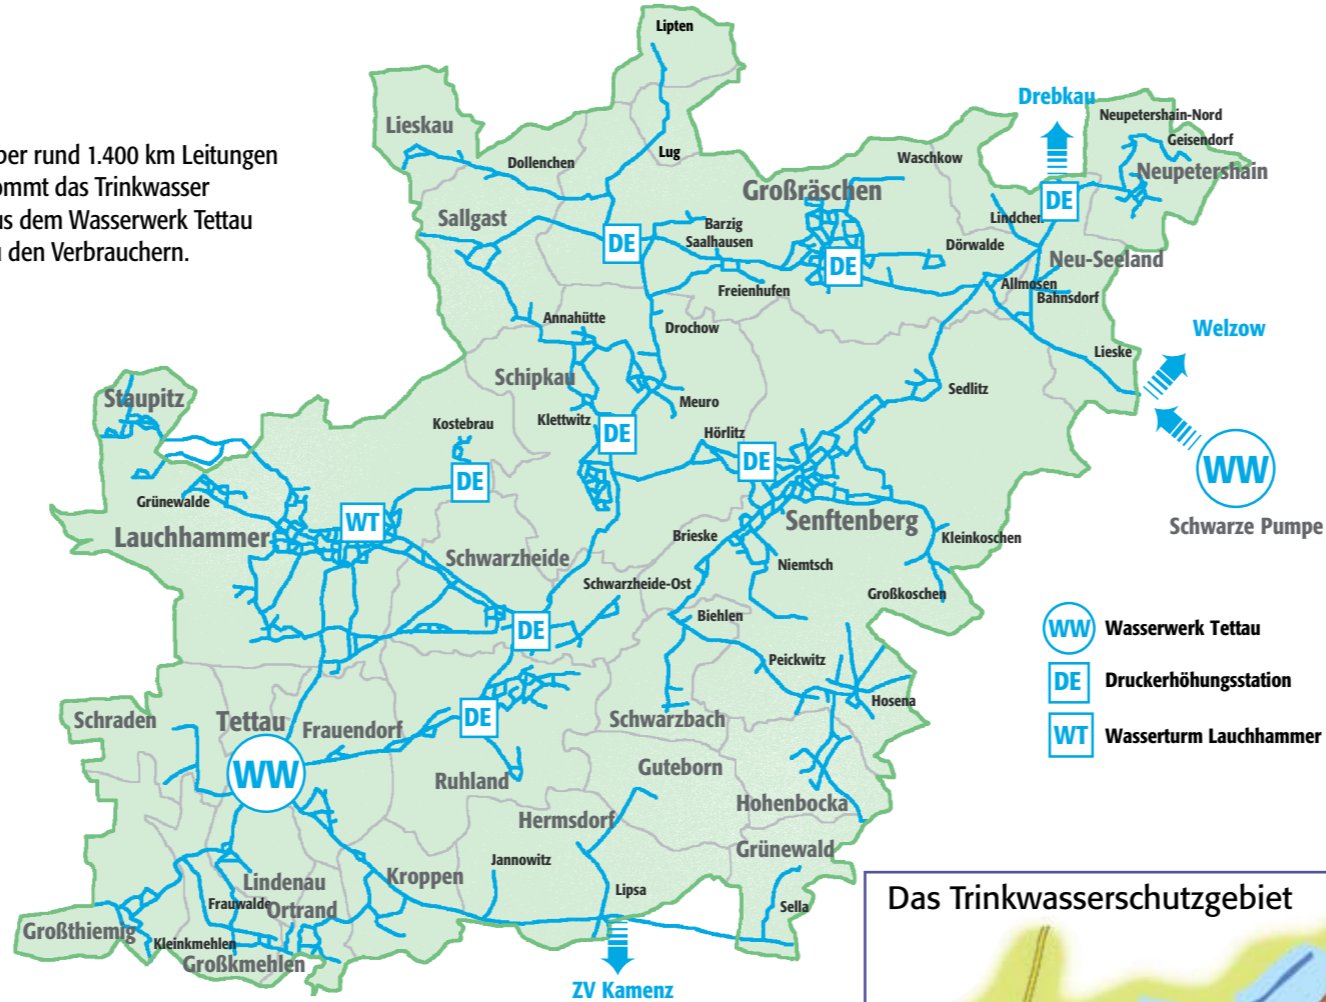 rund 1.400 km Leitungen
das Trinkwasser
dem Wasserwerk Tettau
den Verbrauchern.
Lipten
Lieskau
Dollenchen
Lug
Sallgast
DE
Barzig
Saalhausen
Großräschen
DE
Freienhufen
Waschkow
Drebkau
Neupetershain-Nord
Geisendorf
Neupetershain
DE
Dörwalde
Neu-Seeland
Allmosen
Bahnsdorf
Annahütte
Drochow
Welzow
Lieske
Schipkau
Sedlitz
Staupitz
Meuro
Klettwitz
DE
Kostebrau
DE
Hörlitz
DE
WW
Schwarze Pumpe
Grünewalde
Lauchhammer
WT
Senftenberg
Brieske
Kleinkoschen
Schwarzheide
Niemtsch
Schwarzheide-Ost
Großkoschen
DE
Biehlen
Peickwitz
Hosena
WW Wasserwerk Tettau
DE Druckerhöhungsstation
WT Wasserturm Lauchhammer
Schraden
Tettau
WW
Frauendorf
DE
Schwarzbach
Ruhland
Guteborn
Hohenbocka
Hermsdorf
Grünewald
Jannowitz
Kroppen
Lindenau
Lipsa
Frauwalde
Ortrand
Sella
Großthiemig
Kleinkmehlen
Großkmehlen
ZV Kamenz
Das Trinkwasserschutzgebiet